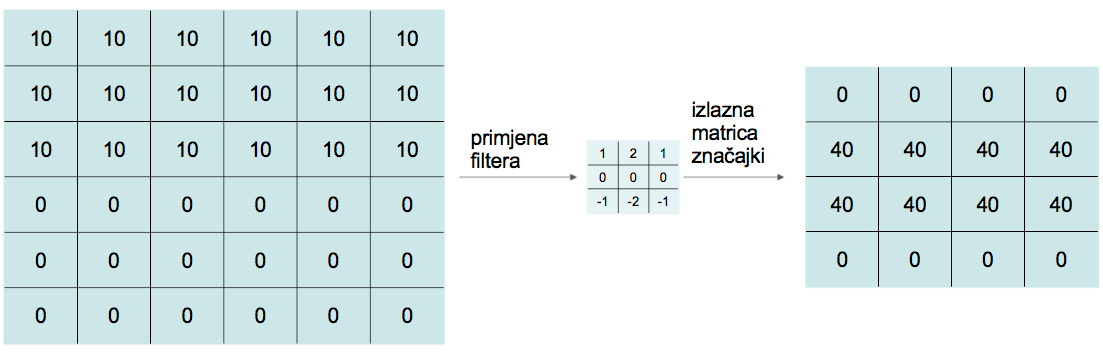 10 10 10 10 10 10
10 10 10 10 10 10
10 10 10 10 10 10
0 0 0 0 0 0
0 0 0 0 0 0
0 0 0 0 0 0
primjena
filtera
1 2 1
0 0 0
-1 -2 -1
izlazna
matrica
značajki
0 0 0 0
40 40 40 40
40 40 40 40
0 0 0 0